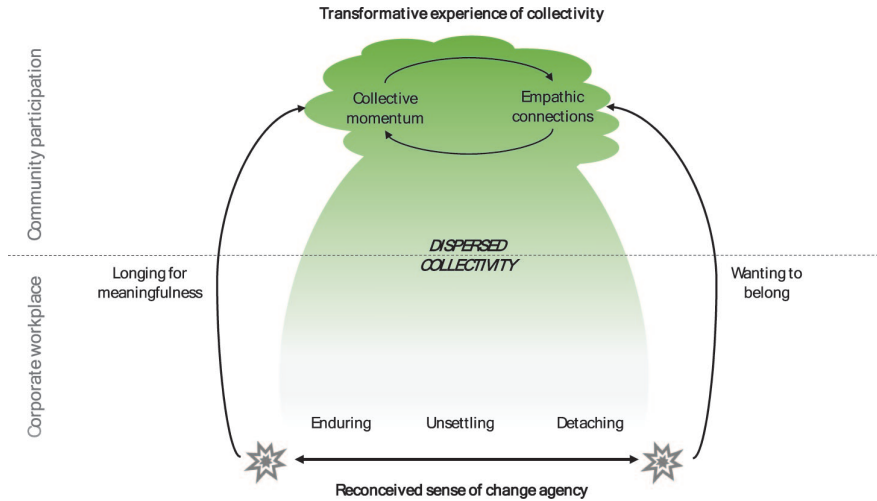 Transformative experience of collectivity
Community participation
Collective
momentum
Empathic
connections
DISPERSED
COLLECTIVITY
Longing for
meaningfulness
Wanting to
belong
Corporate workplace
Enduring
Unsettling
Detaching
Reconceived sense of change agency